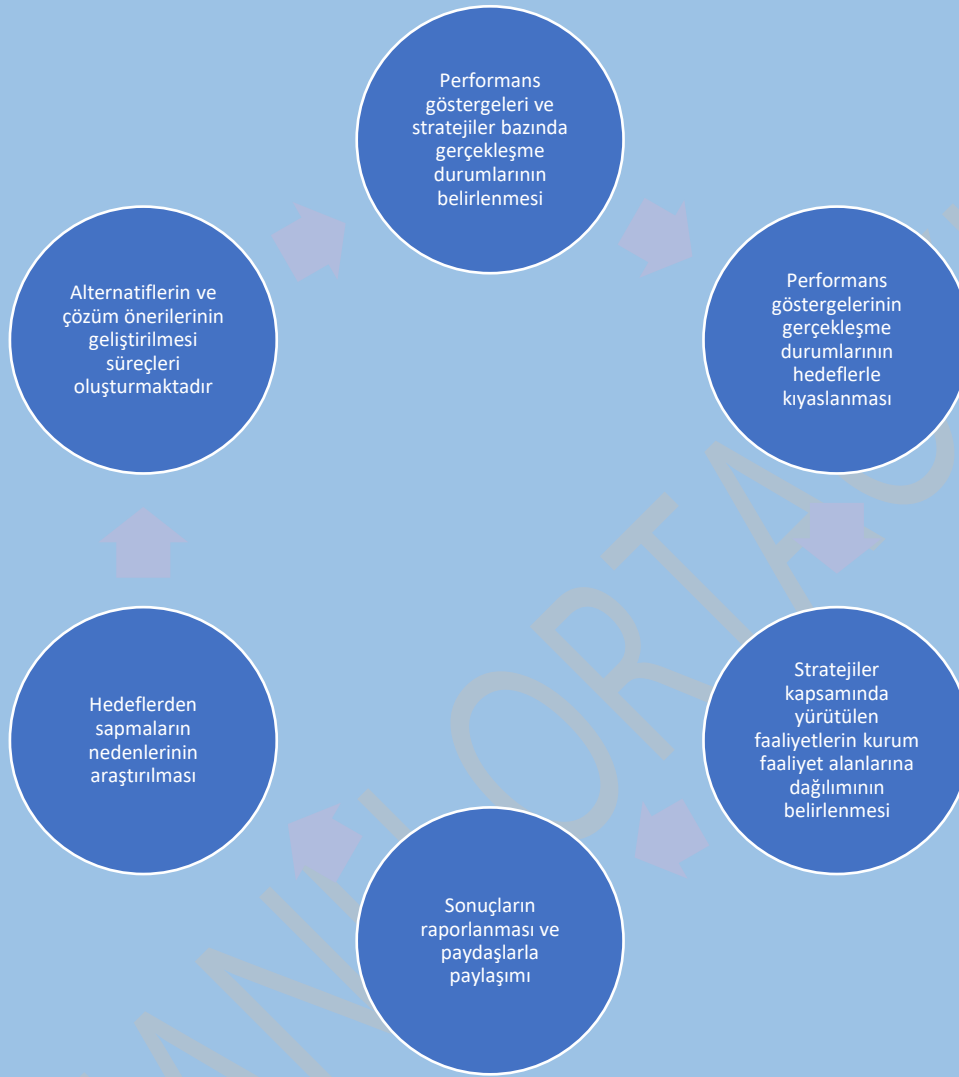 Performans
göstergeleri ve
stratejiler bazında
gerçekleşme
durumlarının
belirlenmesi
Performans
göstergelerinin
gerçekleşme
durumlarının
hedeflerle
kıyaslanması
Stratejiler
kapsamında
yürütülen
faaliyetlerin kurum
faaliyet alanlarına
dağılımının
belirlenmesi
Sonuçların
raporlanması ve
paydaşlarla
paylaşımı
Hedeflerden
sapmaların
nedenlerinin
araştırılması
Alternatiflerin ve
çözüm önerilerinin
geliştirilmesi
süreçleri
oluşturmaktadır